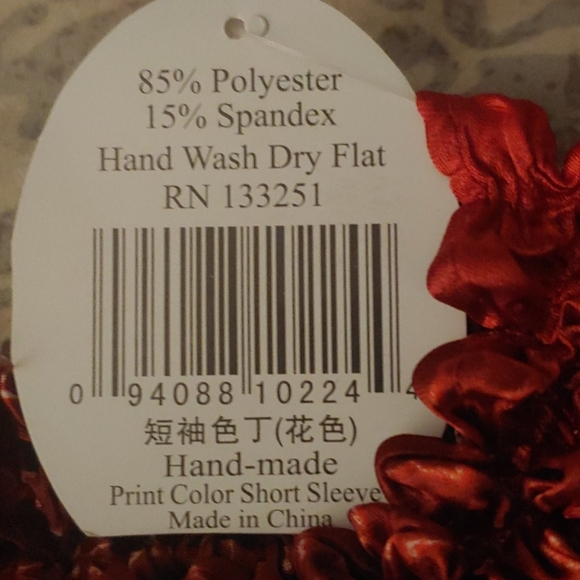 85% Polyester
15% Spandex
Hand Wash Dry Flat
RN 133251
0 94088 10224 4
短袖色丁(花色)
Hand-made
Print Color Short Sleeve
Made in China